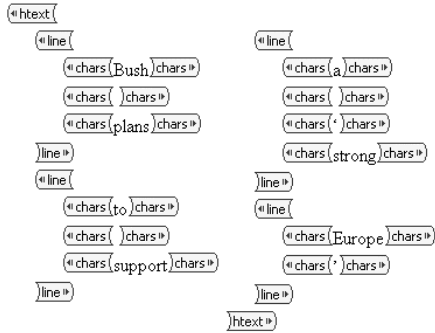 htext
line
chars Bush chars
chars chars
chars plans chars
line
line
chars to chars
chars chars
chars support chars
line
line
chars a chars
chars chars
chars ‘ chars
chars strong chars
line
line
chars Europe chars
chars ’ chars
line
htext